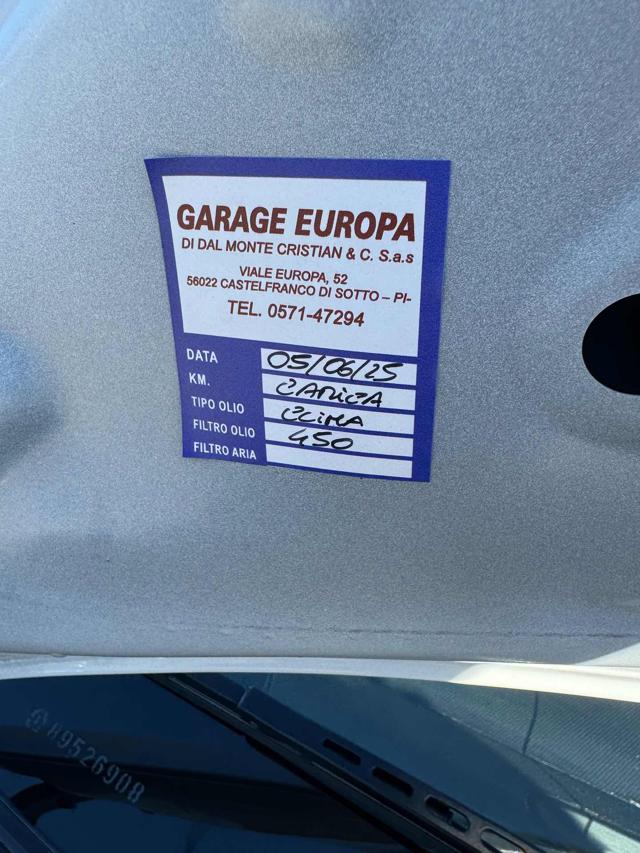 GARAGE EUROPA
DI DAL MONTE CRISTIAN & C. S.a.s
VIALE EUROPA, 52
56022 CASTELFRANCO DI SOTTO – PI-
TEL. 0571-47294
DATA 05/06/25
KM. CARICA
TIPO OLIO CLIMA
FILTRO OLIO 450
FILTRO ARIA
H9526908